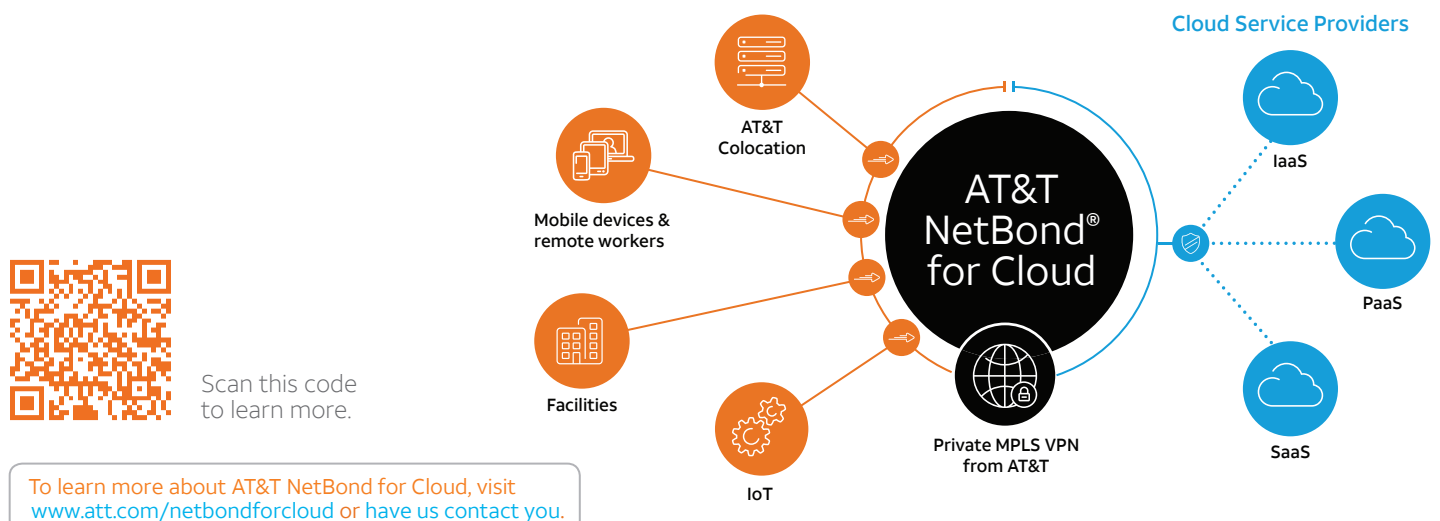 Cloud Service Providers
AT&T
Colocation
IaaS
Mobile devices &
remote workers
AT&T
NetBond®
for Cloud
PaaS
Scan this code
to learn more.
Facilities
Private MPLS VPN
from AT&T
SaaS
IoT
To learn more about AT&T NetBond for Cloud, visit
www.att.com/netbondforcloud or have us contact you.